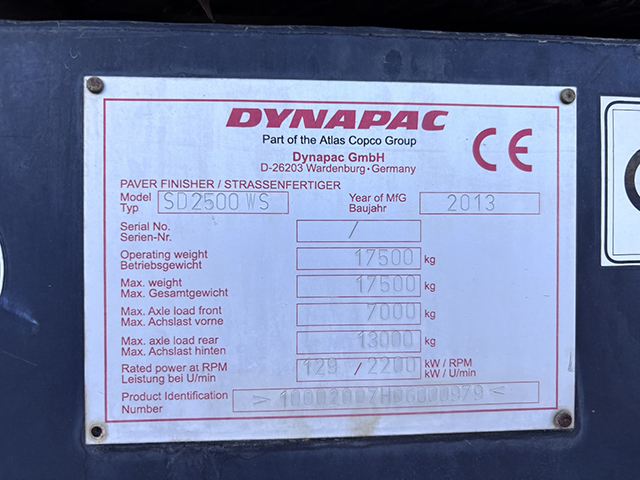 DYNAPAC
Part of the Atlas Copco Group
Dynapac GmbH
D-26203 Wardenburg · Germany
CE
PAVER FINISHER / STRASSENFERTIGER
Model Typ SD2500 WS Year of MfG Baujahr 2013
Serial No. Serien-Nr. /
Operating weight Betriebsgewicht 17500 kg
Max. weight Max. Gesamtgewicht 17500 kg
Max. Axle load front Max. Achslast vorne 7000 kg
Max. axle load rear Max. Achslast hinten 13000 kg
Rated power at RPM Leistung bei U/min 129 / 2200 kW / RPM kW / U/min
Product Identification Number